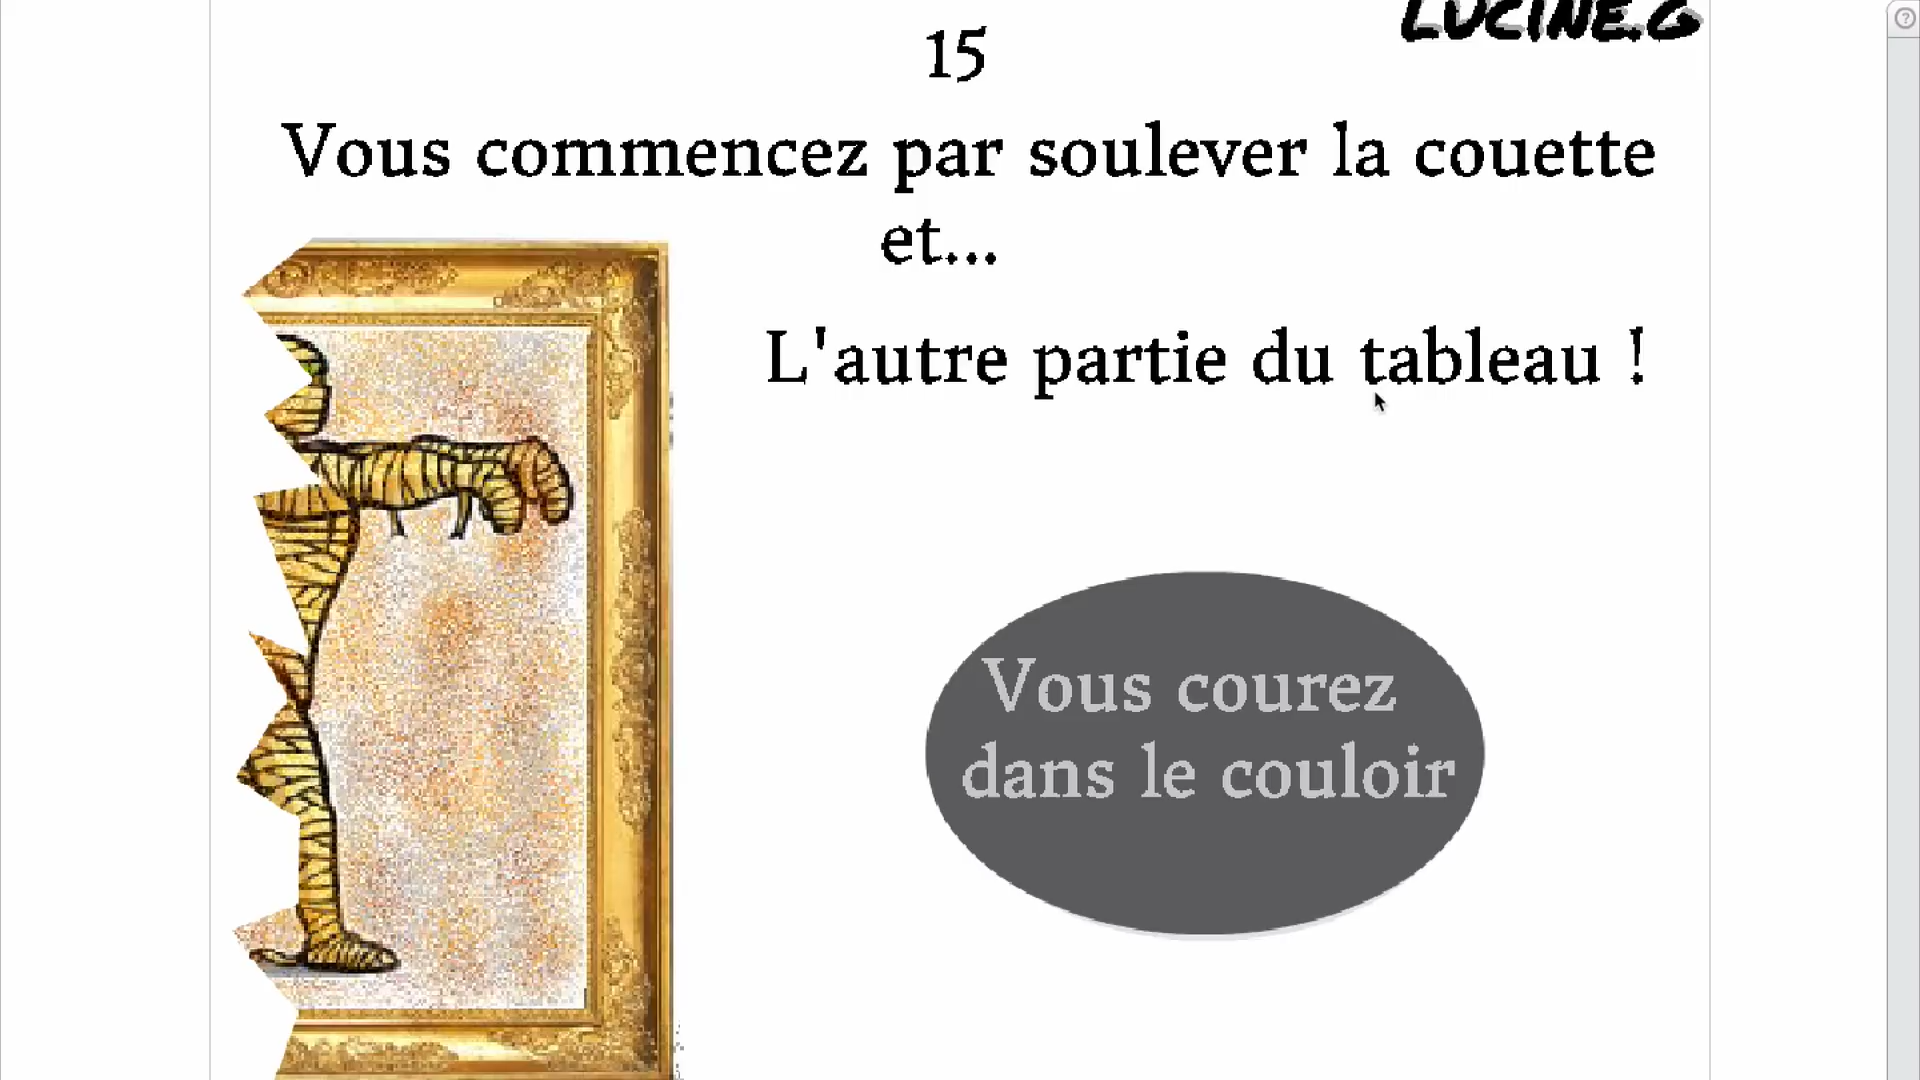 LUCINE.G
15
Vous commencez par soulever la couette
et...
L'autre partie du tableau !
Vous courez
dans le couloir